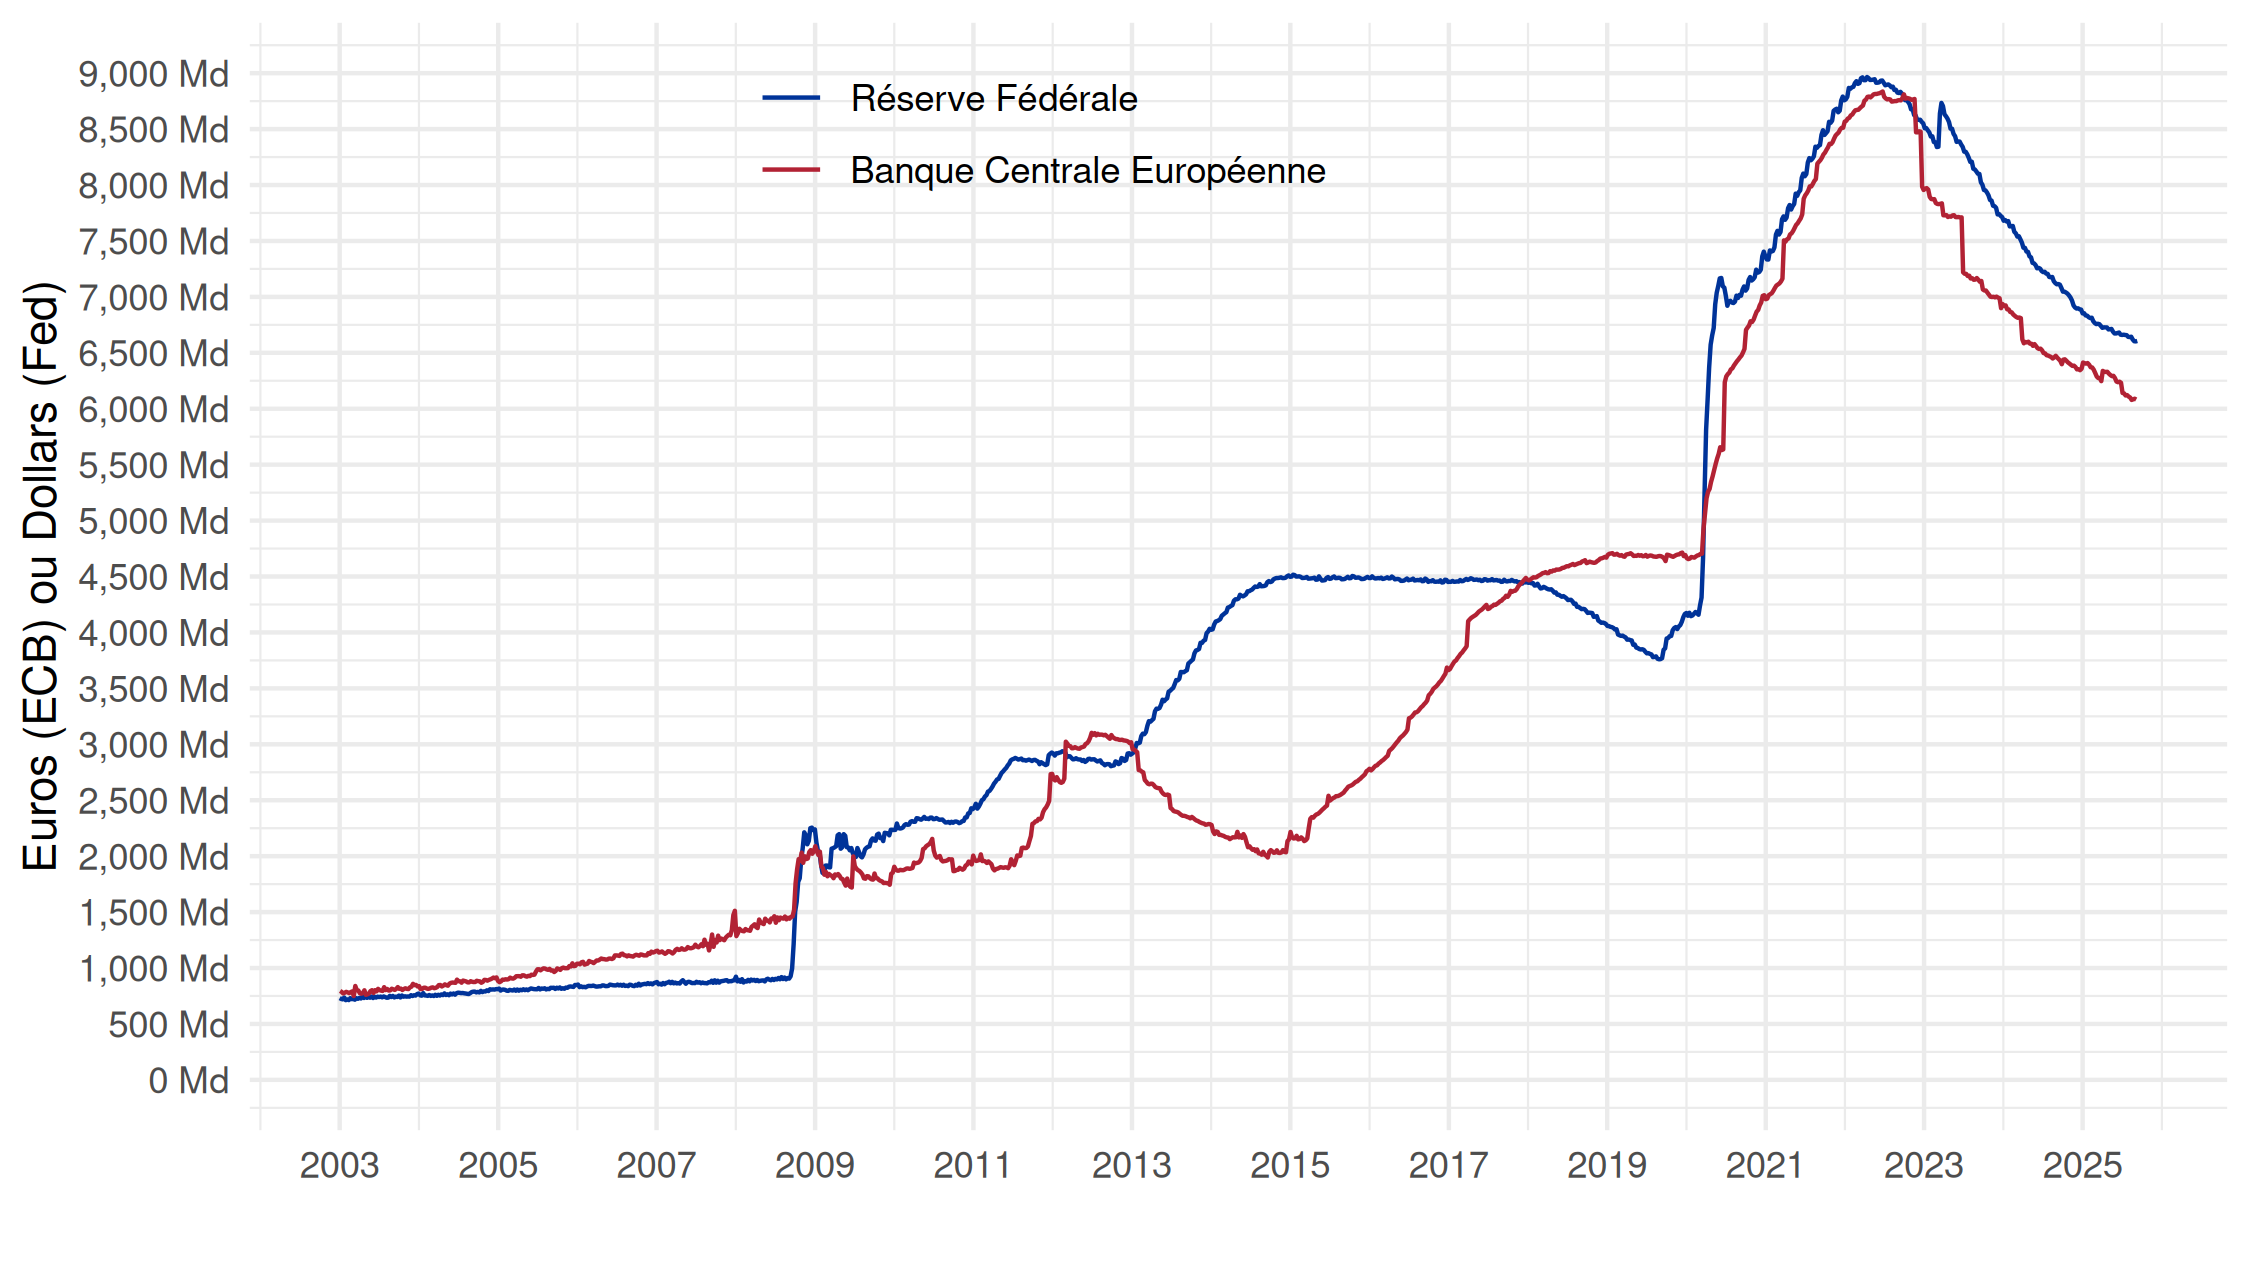 Euros (ECB) ou Dollars (Fed)
9,000 Md
8,500 Md
8,000 Md
7,500 Md
7,000 Md
6,500 Md
6,000 Md
5,500 Md
5,000 Md
4,500 Md
4,000 Md
3,500 Md
3,000 Md
2,500 Md
2,000 Md
1,500 Md
1,000 Md
500 Md
0 Md
Réserve Fédérale
Banque Centrale Européenne
2003 2005 2007 2009 2011 2013 2015 2017 2019 2021 2023 2025